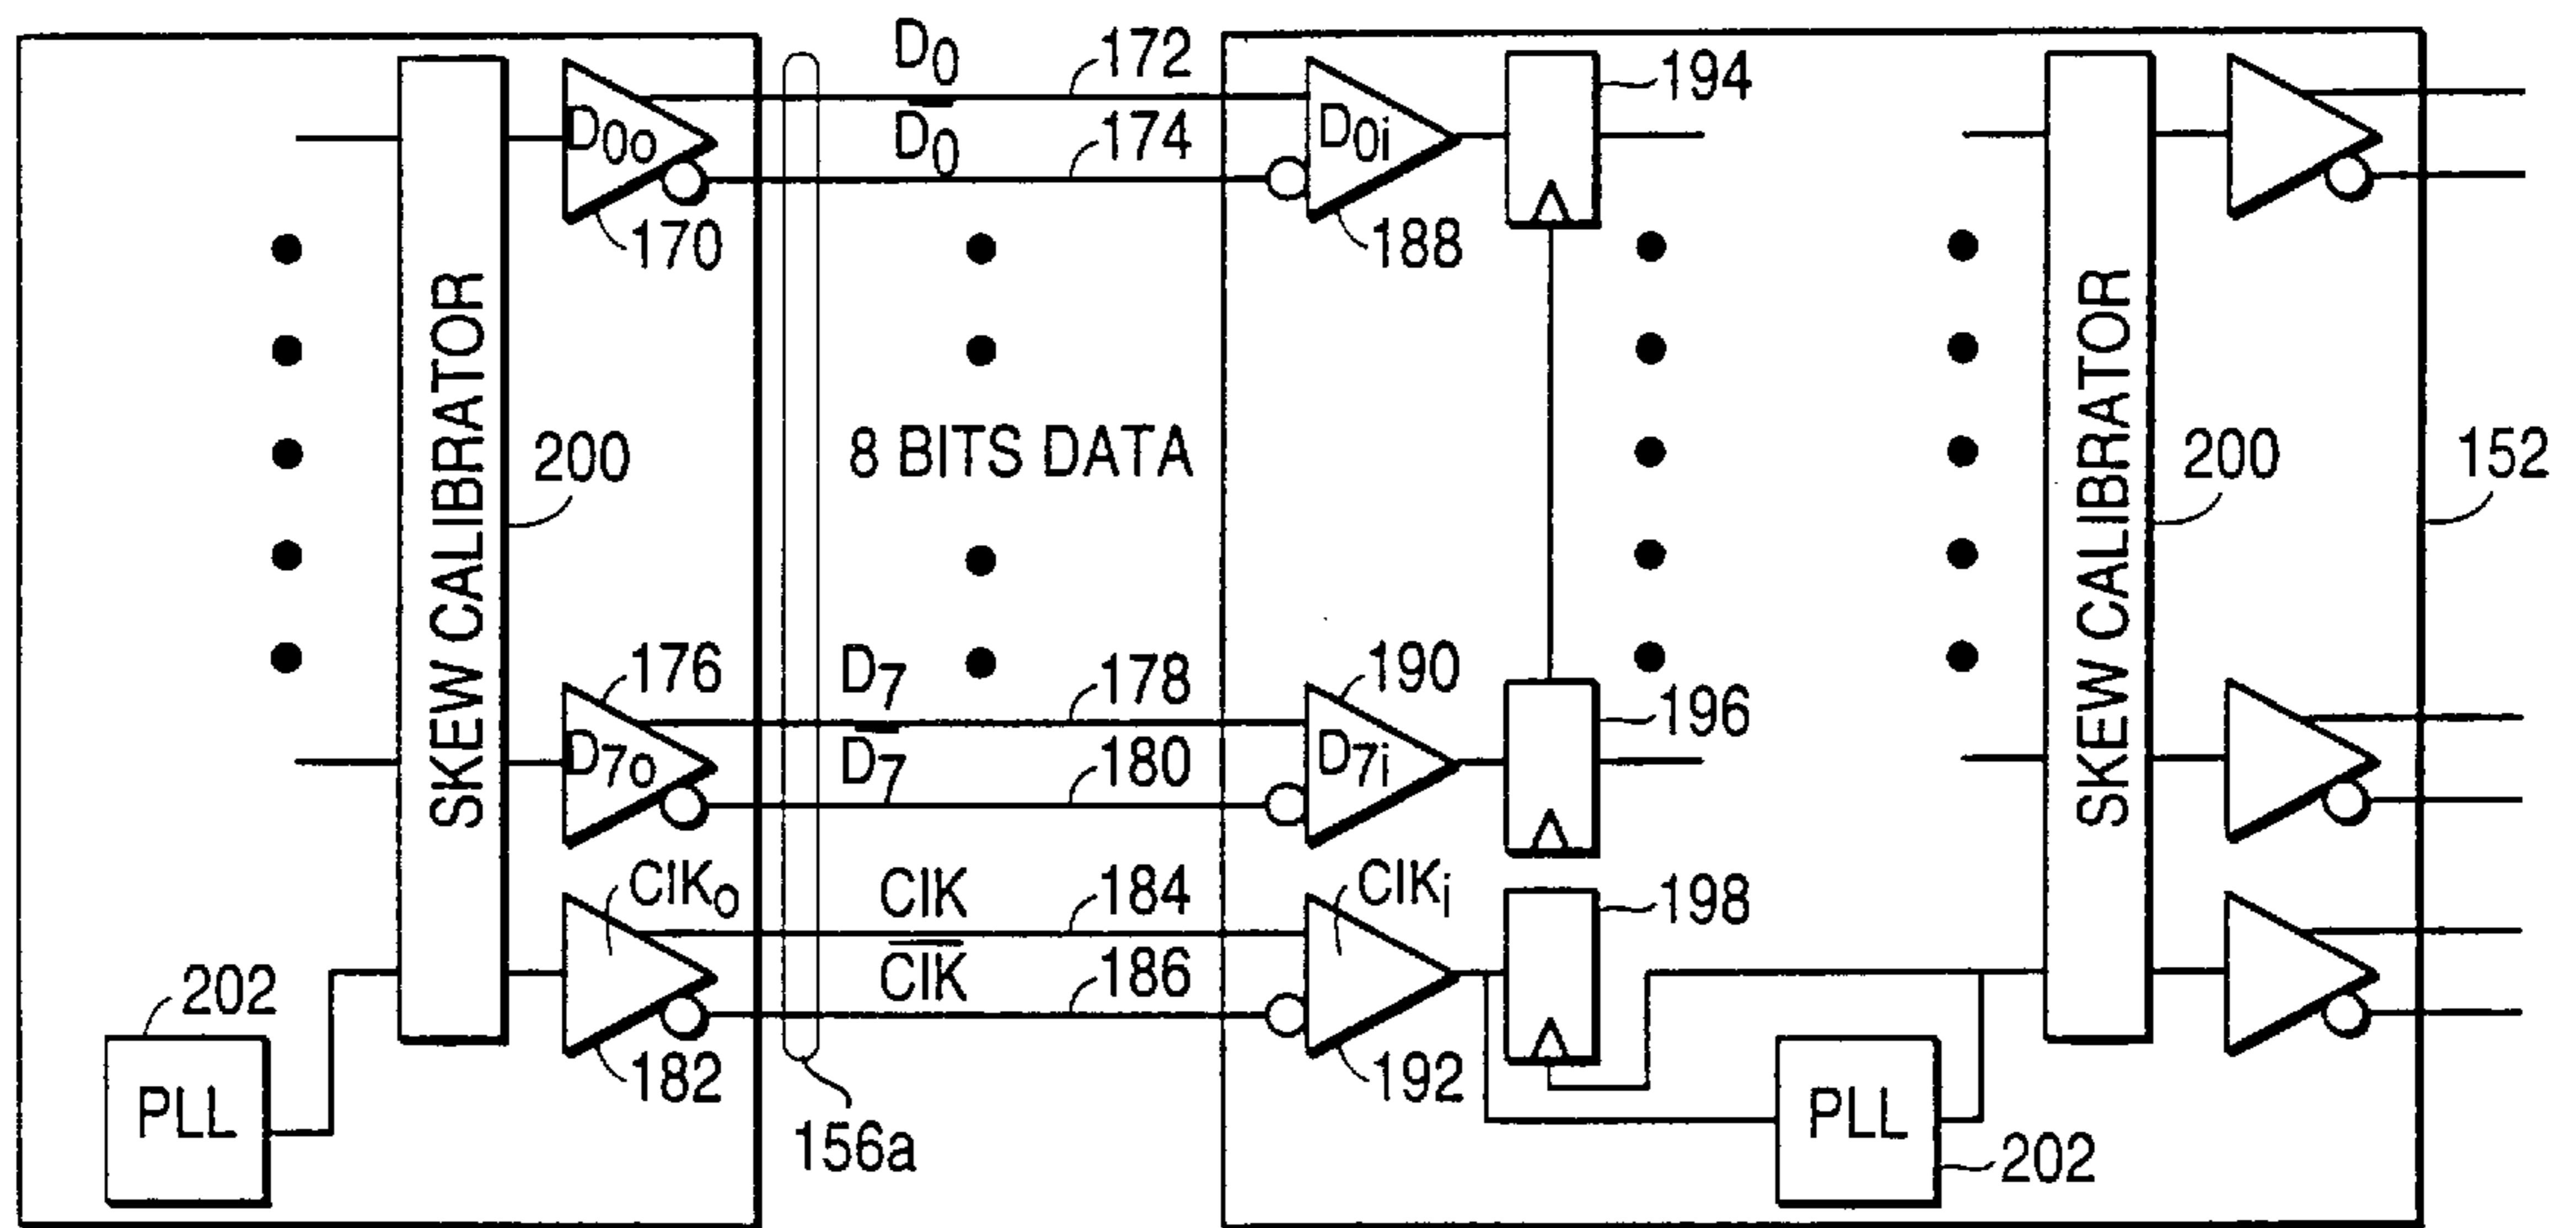 D0
172
D0
174
D0o
D0i
194
170
188
SKEW CALIBRATOR
200
8 BITS DATA
SKEW CALIBRATOR
200
152
176
D7
178
190
196
D7o
D7
180
D7i
ClKo
ClK
184
ClKi
198
ClK
186
202
182
192
PLL
156a
PLL
202